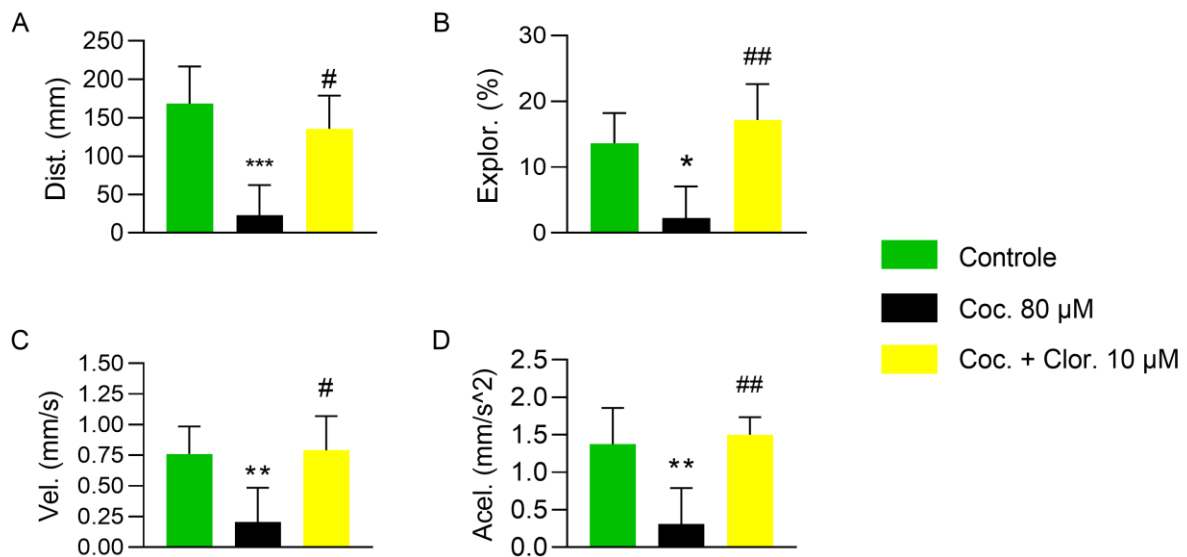 A
Dist. (mm)
250
200
150
100
50
0
***
#
B
Explor. (%)
30
20
10
0
*
##
C
Vel. (mm/s)
1.50
1.25
1.00
0.75
0.50
0.25
0.00
**
#
D
Acel. (mm/s^2)
2.5
2.0
1.5
1.0
0.5
0.0
**
##
Controle
Coc. 80 µM
Coc. + Clor. 10 µM